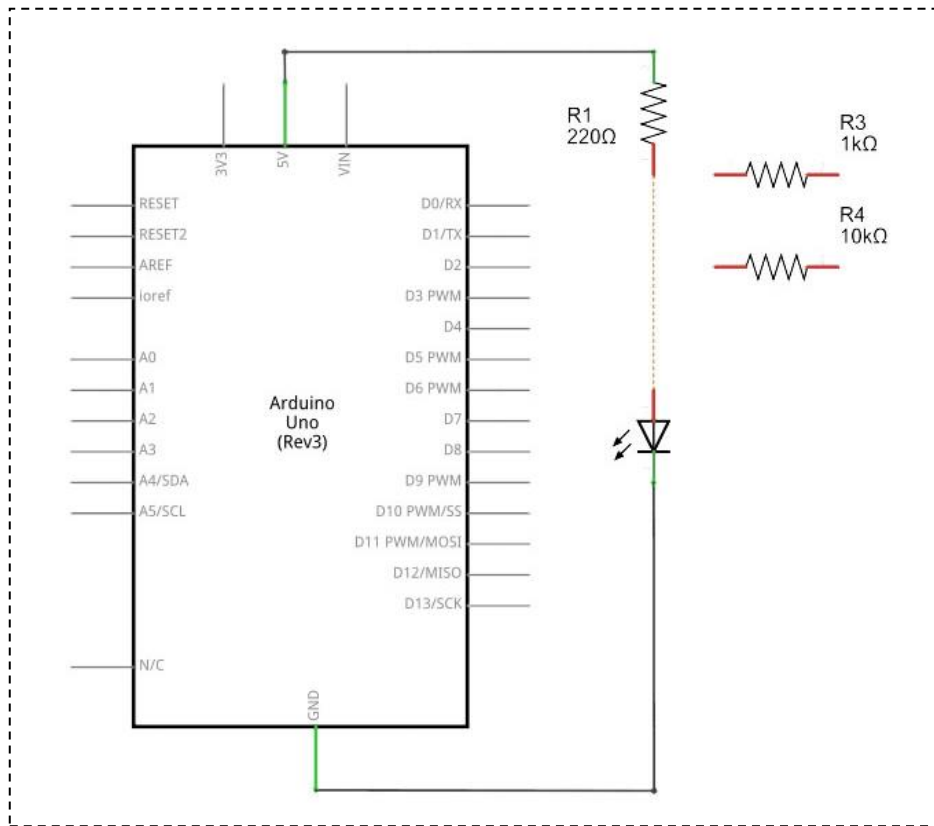 3V3
5V
VIN
RESET
RESET2
AREF
ioref
A0
A1
A2
A3
A4/SDA
A5/SCL
N/C
Arduino
Uno
(Rev3)
D0/RX
D1/TX
D2
D3 PWM
D4
D5 PWM
D6 PWM
D7
D8
D9 PWM
D10 PWM/SS
D11 PWM/MOSI
D12/MISO
D13/SCK
GND
R1
220Ω
R3
1kΩ
R4
10kΩ